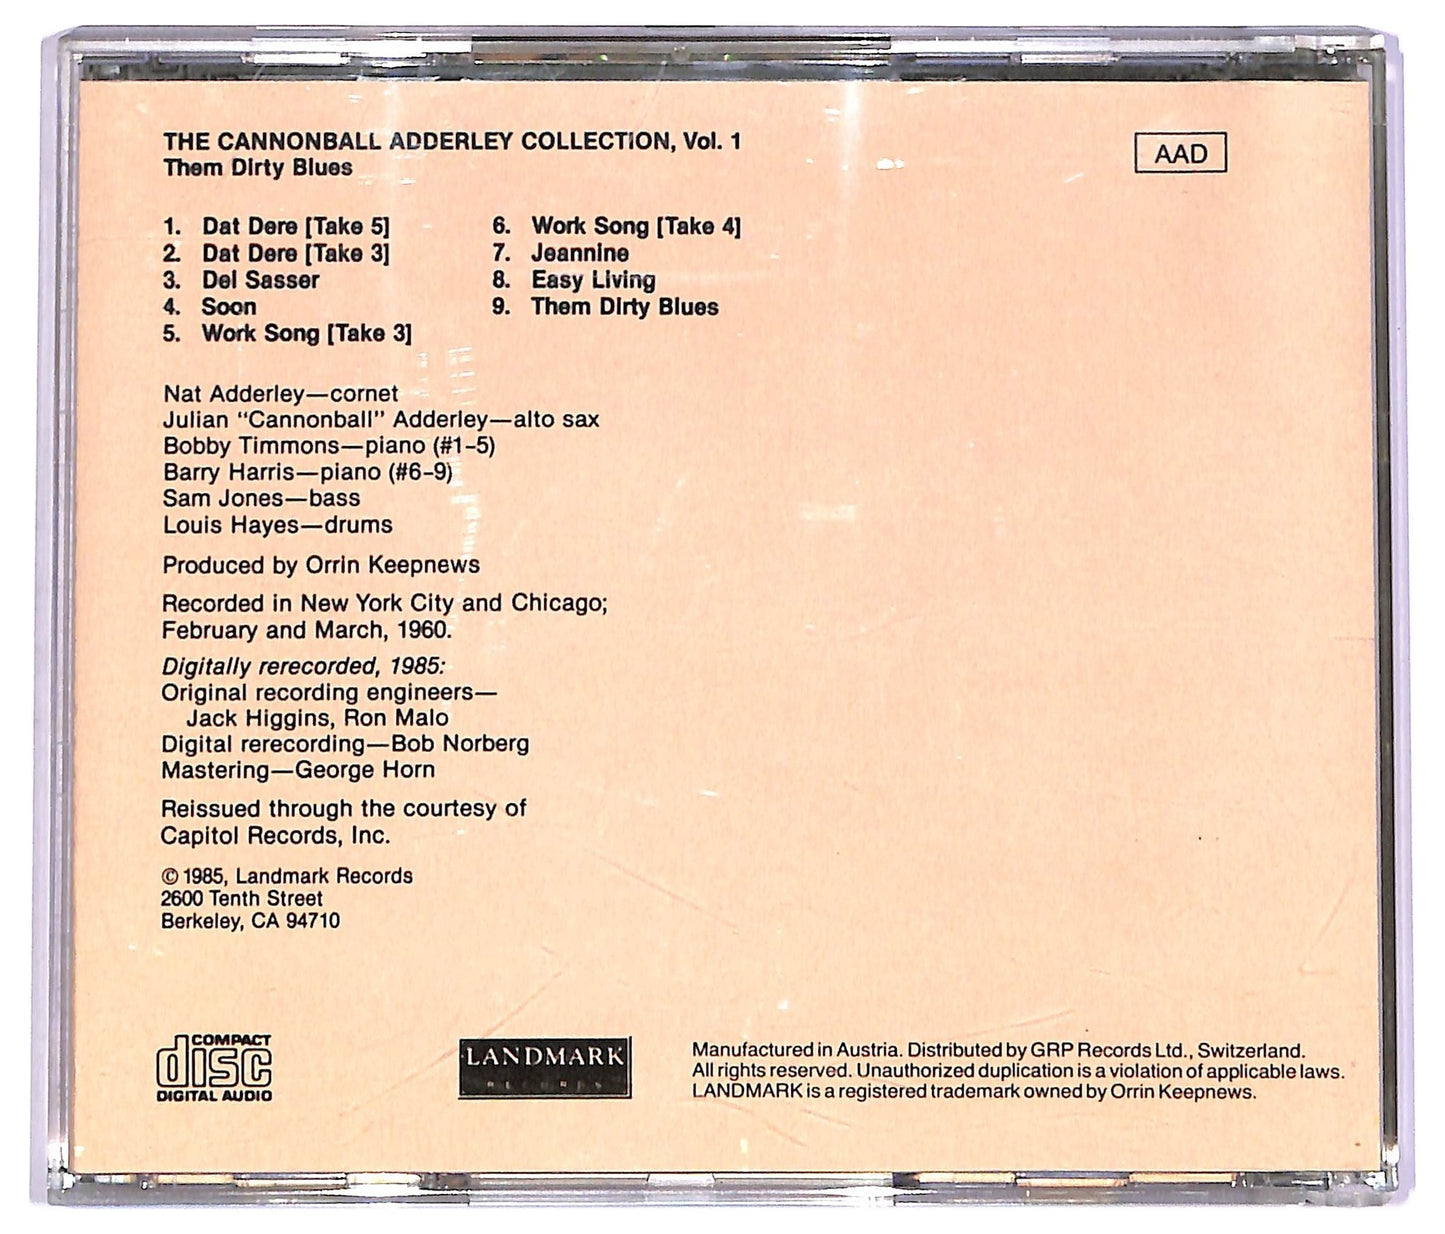 THE CANNONBALL ADDERLEY COLLECTION, Vol. 1
Them Dirty Blues
AAD
1. Dat Dere [Take 5]
2. Dat Dere [Take 3]
3. Del Sasser
4. Soon
5. Work Song [Take 3]
6. Work Song [Take 4]
7. Jeannine
8. Easy Living
9. Them Dirty Blues
Nat Adderley—cornet
Julian "Cannonball" Adderley—alto sax
Bobby Timmons—piano (#1-5)
Barry Harris—piano (#6-9)
Sam Jones—bass
Louis Hayes—drums
Produced by Orrin Keepnews
Recorded in New York City and Chicago;
February and March, 1960.
Digitally rerecorded, 1985:
Original recording engineers—
Jack Higgins, Ron Malo
Digital rerecording—Bob Norberg
Mastering—George Horn
Reissued through the courtesy of
Capitol Records, Inc.
© 1985, Landmark Records
2600 Tenth Street
Berkeley, CA 94710
COMPACT
disc
DIGITAL AUDIO
LANDMARK
RECORDS
Manufactured in Austria. Distributed by GRP Records Ltd., Switzerland.
All rights reserved. Unauthorized duplication is a violation of applicable laws.
LANDMARK is a registered trademark owned by Orrin Keepnews.